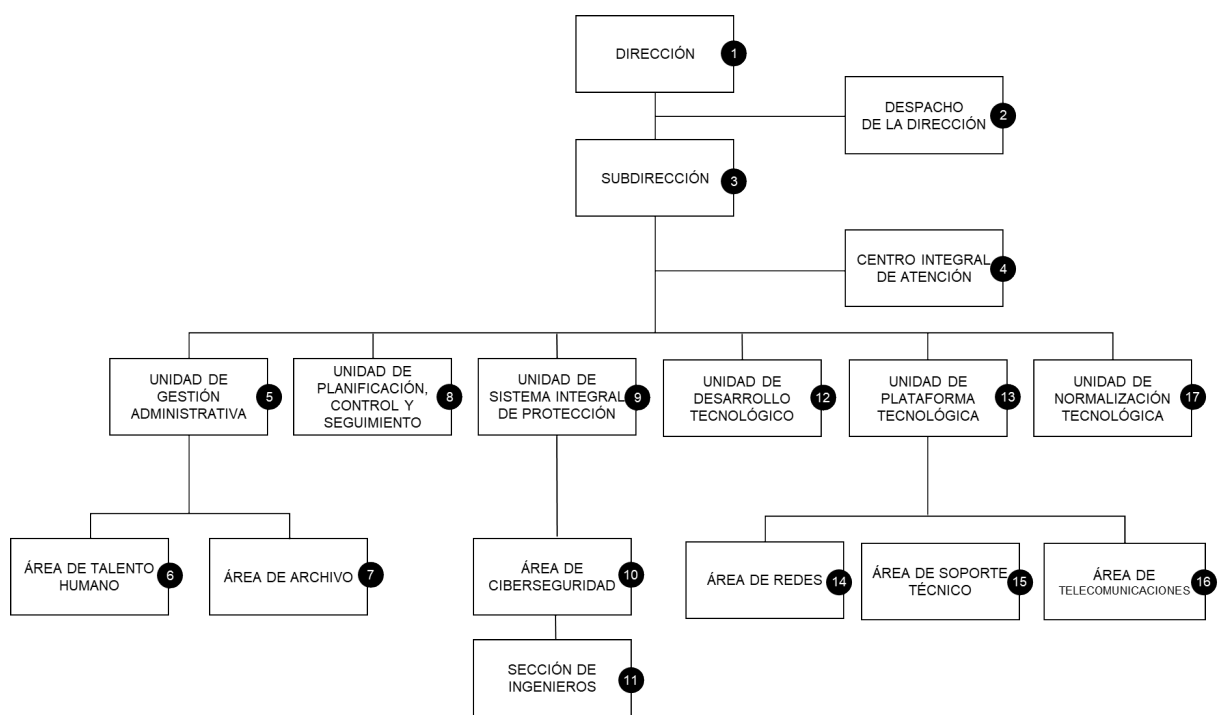 DIRECCIÓN
1
DESPACHO
DE LA DIRECCIÓN
2
SUBDIRECCIÓN
3
CENTRO INTEGRAL
DE ATENCIÓN
4
UNIDAD DE
GESTIÓN
ADMINISTRATIVA
5
UNIDAD DE
PLANIFICACIÓN,
CONTROL Y
SEGUIMIENTO
8
UNIDAD DE
SISTEMA INTEGRAL
DE PROTECCIÓN
9
UNIDAD DE
DESARROLLO
TECNOLÓGICO
12
UNIDAD DE
PLATAFORMA
TECNOLÓGICA
13
UNIDAD DE
NORMALIZACIÓN
TECNOLÓGICA
17
ÁREA DE TALENTO
HUMANO
6
ÁREA DE ARCHIVO
7
ÁREA DE
CIBERSEGURIDAD
10
ÁREA DE REDES
14
ÁREA DE SOPORTE
TÉCNICO
15
ÁREA DE
TELECOMUNICACIONES
16
SECCIÓN DE
INGENIEROS
11